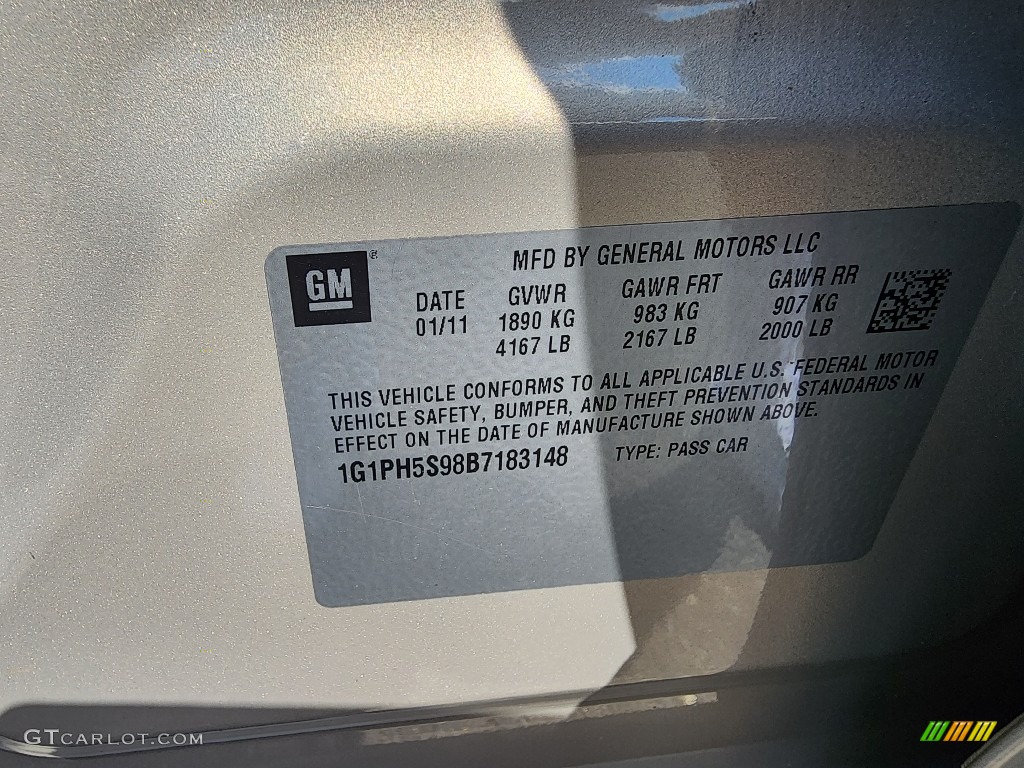 GM ®
MFD BY GENERAL MOTORS LLC
DATE GVWR GAWR FRT GAWR RR
01/11 1890 KG 983 KG 907 KG
4167 LB 2167 LB 2000 LB
THIS VEHICLE CONFORMS TO ALL APPLICABLE U.S. FEDERAL MOTOR
VEHICLE SAFETY, BUMPER, AND THEFT PREVENTION STANDARDS IN
EFFECT ON THE DATE OF MANUFACTURE SHOWN ABOVE.
1G1PH5S98B7183148 TYPE: PASS CAR
GTCARLOT.COM